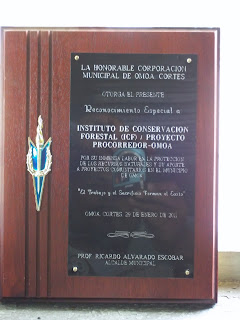 LA HONORABLE CORPORACION
MUNICIPAL DE OMOA, CORTES
OTORGA EL PRESENTE
Reconocimiento Especial a
INSTITUTO DE CONSERVACION
FORESTAL (ICF) / PROYECTO
PROCORREDOR-OMOA
POR SU INMENSA LABOR EN LA PROTECCION
DE LOS RECURSOS NATURALES Y SU APORTE
A PROYECTOS COMUNITARIOS EN EL MUNICIPIO
DE OMOA
"El Trabajo y el Sacrificio Forman el Exito"
OMOA, CORTES, 29 DE ENERO DE 2011
PROF. RICARDO ALVARADO ESCOBAR
ALCALDE MUNICIPAL